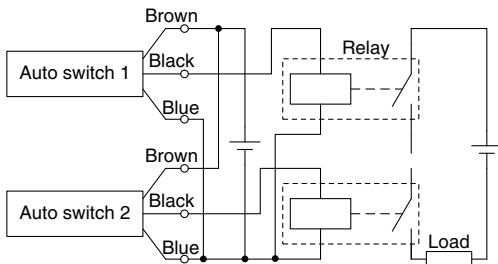 Brown
Auto switch 1
Black
Blue
Relay
Brown
Auto switch 2
Black
Blue
Load